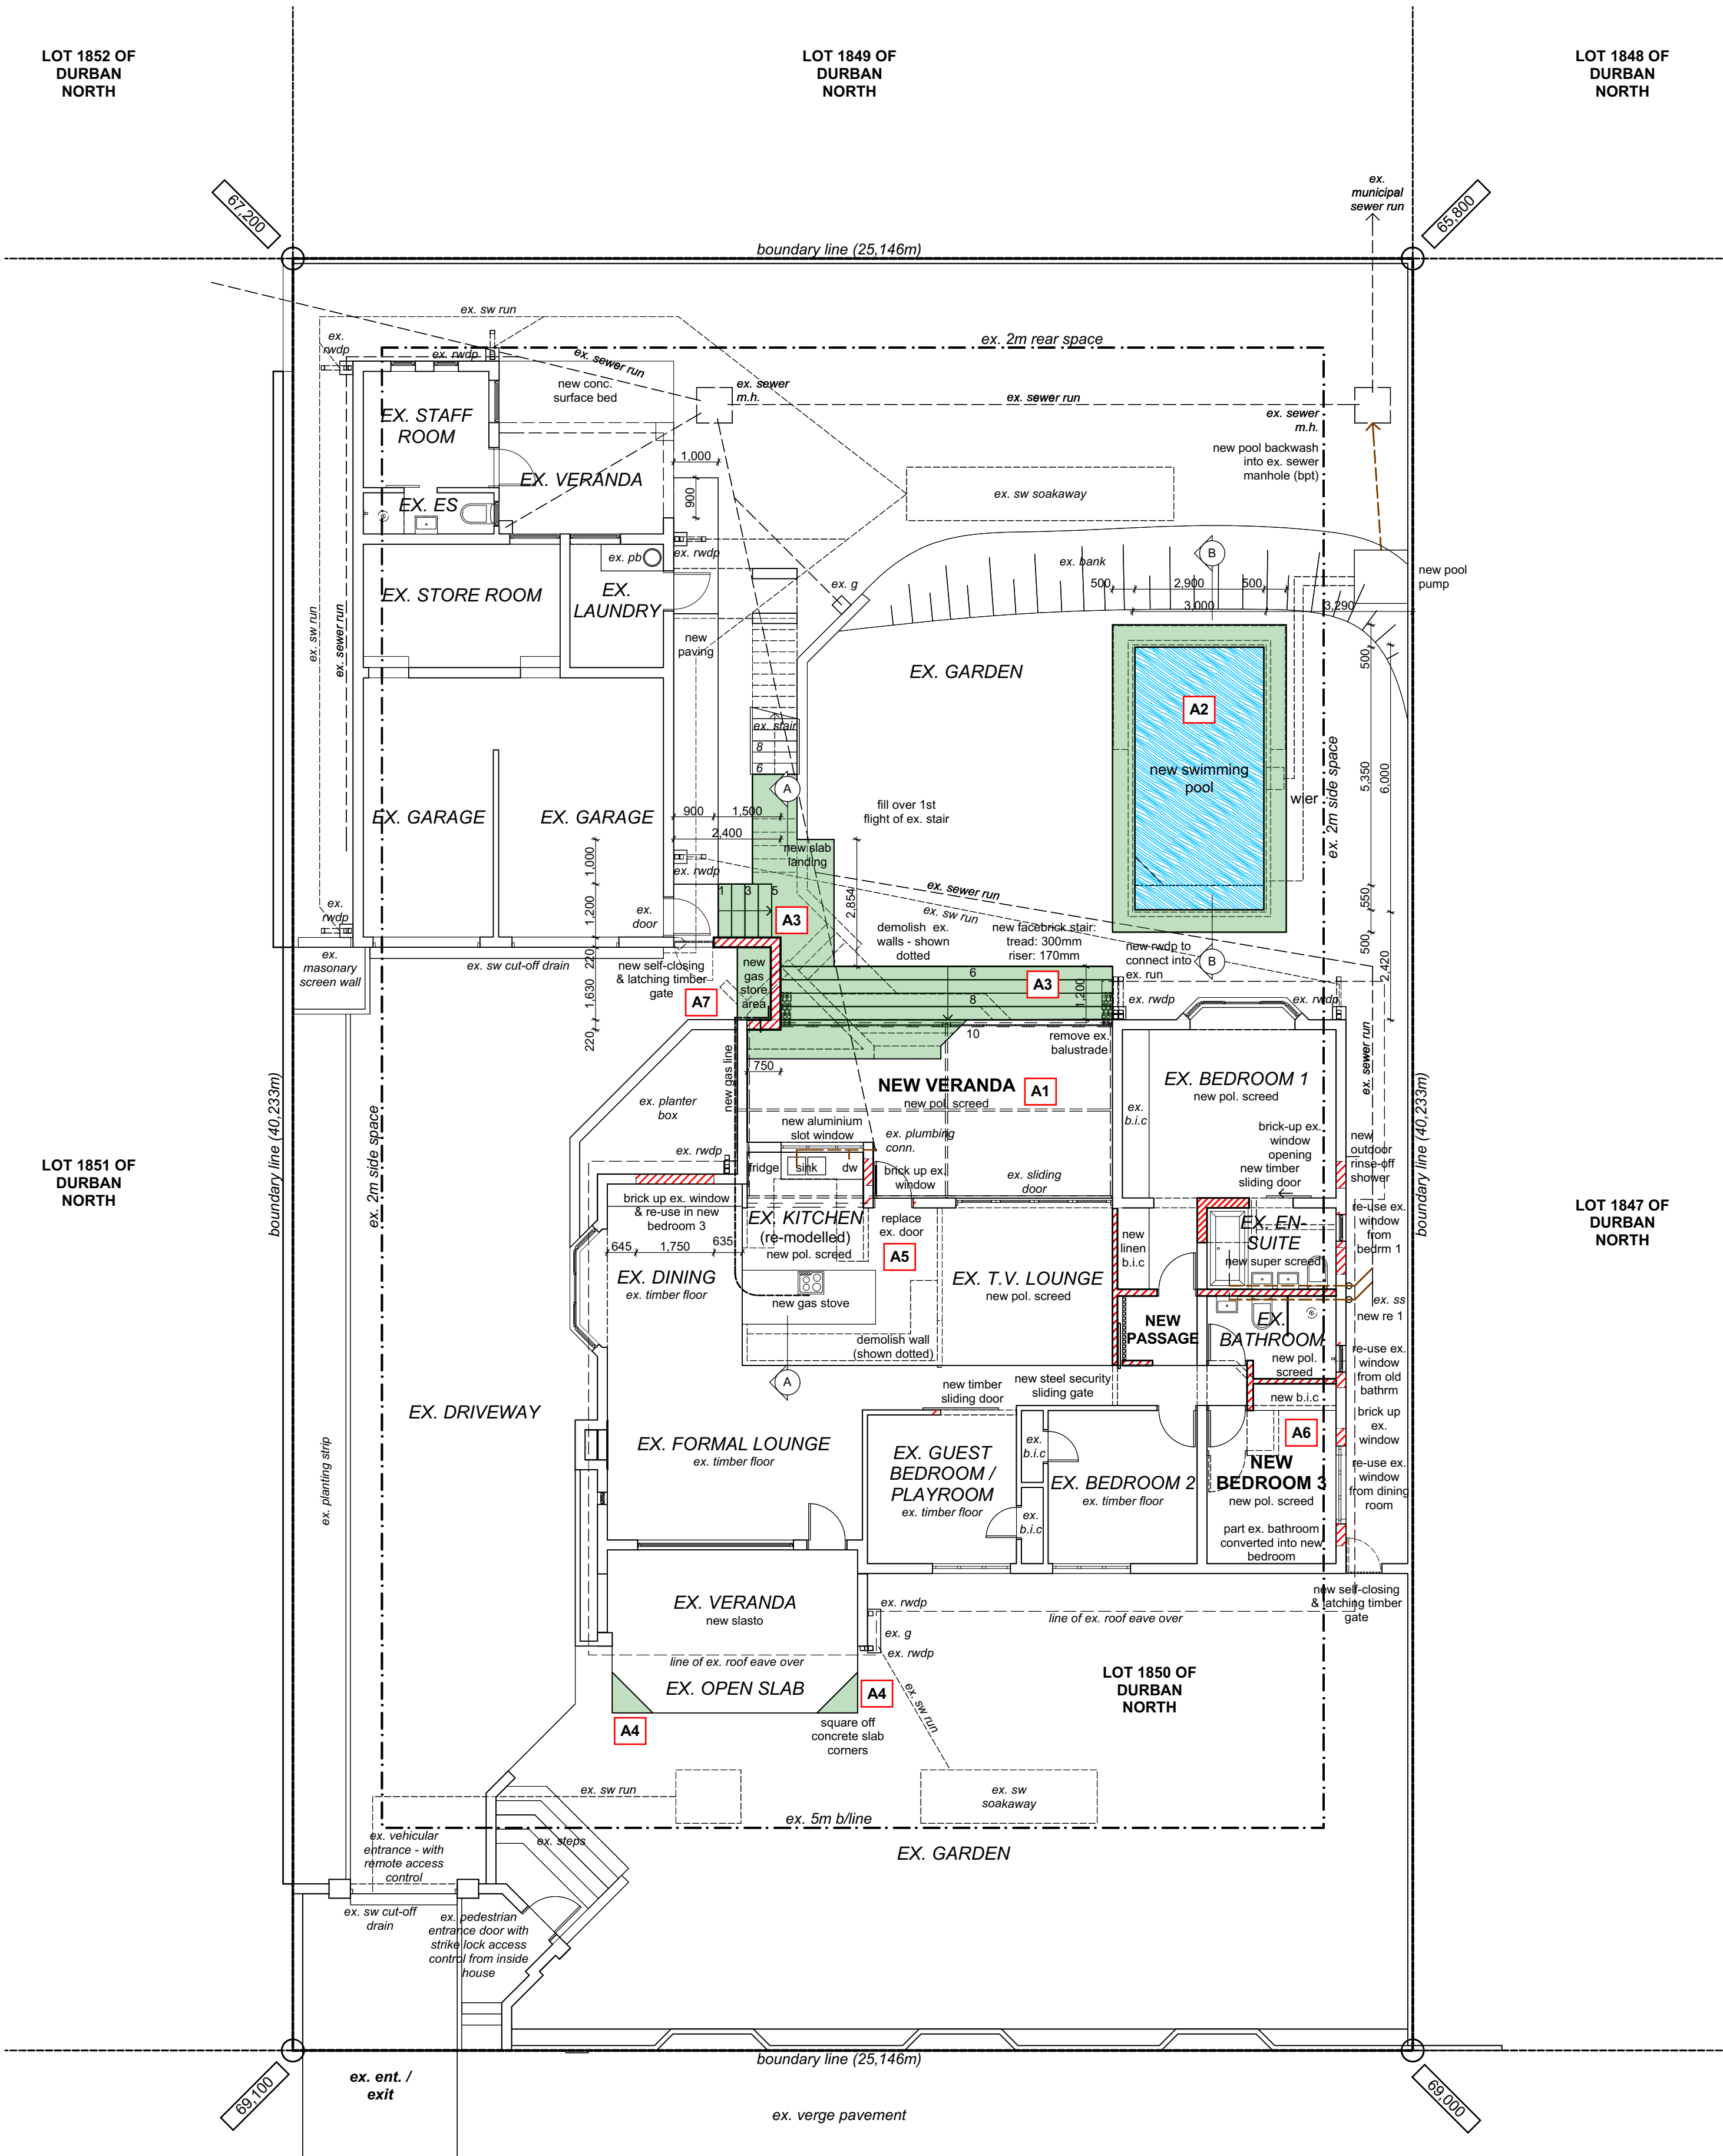 LOT 1852 OF
DURBAN
NORTH
LOT 1849 OF
DURBAN
NORTH
LOT 1848 OF
DURBAN
NORTH
67,200
65,800
ex.
municipal
sewer run
boundary line (25,146m)
ex. sw run
ex.
rwdp
ex. rwdp
ex. sewer run
ex. 2m rear space
new conc.
surface bed
ex. sewer
m.h.
ex. sewer run
ex. sewer
m.h.
new pool backwash
into ex. sewer
manhole (bpt)
EX. STAFF
ROOM
EX. VERANDA
EX. ES
1,000
900
ex. sw soakaway
ex. pb
ex. rwdp
EX. STORE ROOM
EX.
LAUNDRY
ex. g
ex. bank
B
500
2,900
500
3,000
3,290
new pool
pump
ex. sw run
ex. sewer run
new
paving
EX. GARDEN
500
A2
ex. stair
8
6
new swimming
pool
wier
ex. 2m side space
5,350
6,000
A
EX. GARAGE
EX. GARAGE
900
1,500
2,400
fill over 1st
flight of ex. stair
new slab
landing
1,000
ex. rwdp
1
3
5
ex. sewer run
ex. sw run
550
ex.
rwdp
1,200
ex.
door
A3
2,854
demolish ex.
walls - shown
dotted
new facebrick stair:
tread: 300mm
riser: 170mm
new rwdp to
connect into
ex. run
B
500
2,420
ex.
masonary
screen wall
ex. sw cut-off drain
220
new self-closing
& latching timber
gate
new
gas
store
area
6
A3
8
1,200
1,630
A7
ex. rwdp
ex. rwdp
220
10
remove ex.
balustrade
new gas line
750
NEW VERANDA
new pol. screed
A1
EX. BEDROOM 1
new pol. screed
ex. sewer run
ex. planter
box
ex.
b.i.c
new aluminium
slot window
ex. plumbing
conn.
brick-up ex.
window
opening
new
outdoor
rinse-off
shower
ex. rwdp
fridge
sink
dw
brick up ex.
window
ex. sliding
door
new timber
sliding door
boundary line (40,233m)
boundary line (40,233m)
ex. 2m side space
LOT 1851 OF
DURBAN
NORTH
LOT 1847 OF
DURBAN
NORTH
brick up ex. window
& re-use in new
bedroom 3
EX. KITCHEN
(re-modelled)
new pol. screed
replace
ex. door
A5
new
linen
b.i.c
EX. EN-
SUITE
new super screed
re-use ex.
window
from
bedrm 1
645
1,750
635
EX. DINING
ex. timber floor
EX. T.V. LOUNGE
new pol. screed
new gas stove
ex. ss
new re 1
NEW
PASSAGE
EX.
BATHROOM
new pol.
screed
demolish wall
(shown dotted)
re-use ex.
window
from old
bathrm
A
new timber
sliding door
new steel security
sliding gate
new b.i.c
EX. DRIVEWAY
brick up
ex.
window
A6
EX. FORMAL LOUNGE
ex. timber floor
EX. GUEST
BEDROOM /
PLAYROOM
ex. timber floor
ex.
b.i.c
ex.
b.i.c
EX. BEDROOM 2
ex. timber floor
NEW
BEDROOM 3
new pol. screed
re-use ex.
window
from dining
room
ex. planting strip
part ex. bathroom
converted into new
bedroom
EX. VERANDA
new slasto
ex. rwdp
ex. g
ex. rwdp
line of ex. roof eave over
new self-closing
& latching timber
gate
line of ex. roof eave over
EX. OPEN SLAB
A4
A4
square off
concrete slab
corners
ex. sw run
LOT 1850 OF
DURBAN
NORTH
ex. sw run
ex. sw
soakaway
ex. 5m b/line
ex. vehicular
entrance - with
remote access
control
ex. steps
EX. GARDEN
ex. sw cut-off
drain
ex. pedestrian
entrance door with
strike lock access
control from inside
house
boundary line (25,146m)
69,100
69,000
ex. ent. /
exit
ex. verge pavement